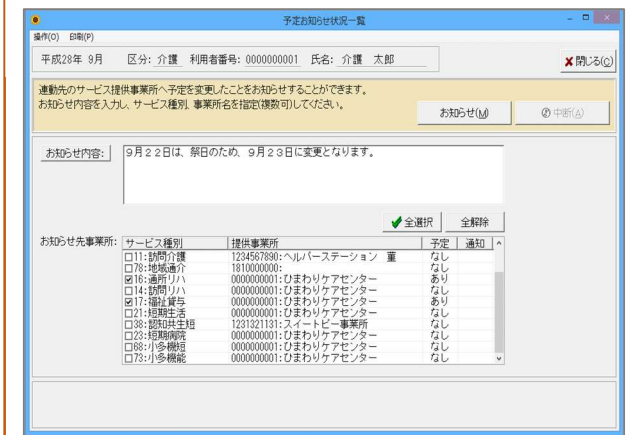 予定お知らせ状況一覧
操作(O) 印刷(P)
平成28年 9月 区分: 介護 利用者番号: 0000000001 氏名: 介護 太郎
閉じる(C)
連動先のサービス提供事業所へ予定を変更したことをお知らせすることができます。
お知らせ内容を入力し、サービス種別、事業所名を指定(複数可)してください。
お知らせ(M) 中断(A)
お知らせ内容:
9月22日は、祭日のため、9月23日に変更となります。
全選択 全解除
お知らせ先事業所:
サービス種別 提供事業所 予定 通知
11:訪問介護 1234567890:ヘルパーステーション 菫 なし
78:地域通介 1810000000: なし
16:通所リハ 0000000001:ひまわりケアセンター あり
14:訪問リハ 0000000001:ひまわりケアセンター なし
17:福祉貸与 0000000001:ひまわりケアセンター あり
21:短期生活 0000000001:ひまわりケアセンター なし
38:認知共生短 1231321131:スイートピー事業所 なし
23:短期病院 0000000001:ひまわりケアセンター なし
68:小多機短 0000000001:ひまわりケアセンター なし
73:小多機能 0000000001:ひまわりケアセンター なし